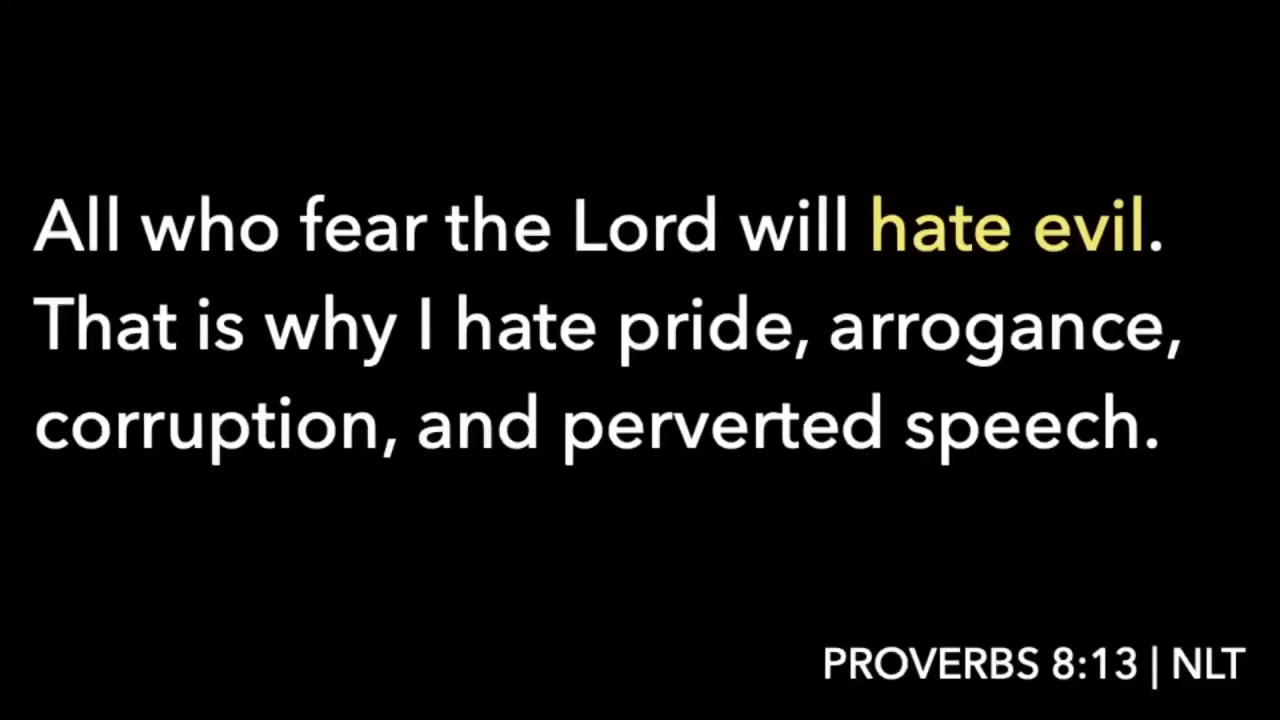 All who fear the Lord will hate evil.
That is why I hate pride, arrogance,
corruption, and perverted speech.
PROVERBS 8:13 | NLT